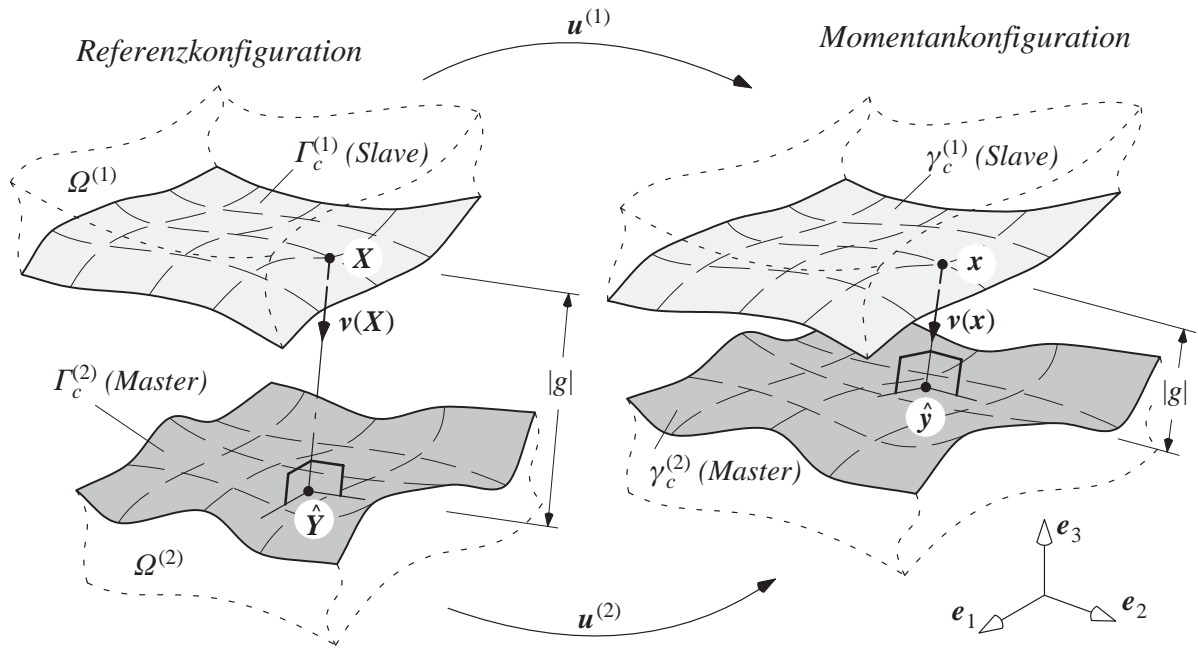 u^(1)
Referenzkonfiguration
Momentankonfiguration
Γ_c^(1) (Slave)
γ_c^(1) (Slave)
Ω^(1)
X
x
ν(X)
ν(x)
Γ_c^(2) (Master)
|g|
|g|
ŷ
γ_c^(2) (Master)
Ŷ
Ω^(2)
e_3
u^(2)
e_1
e_2